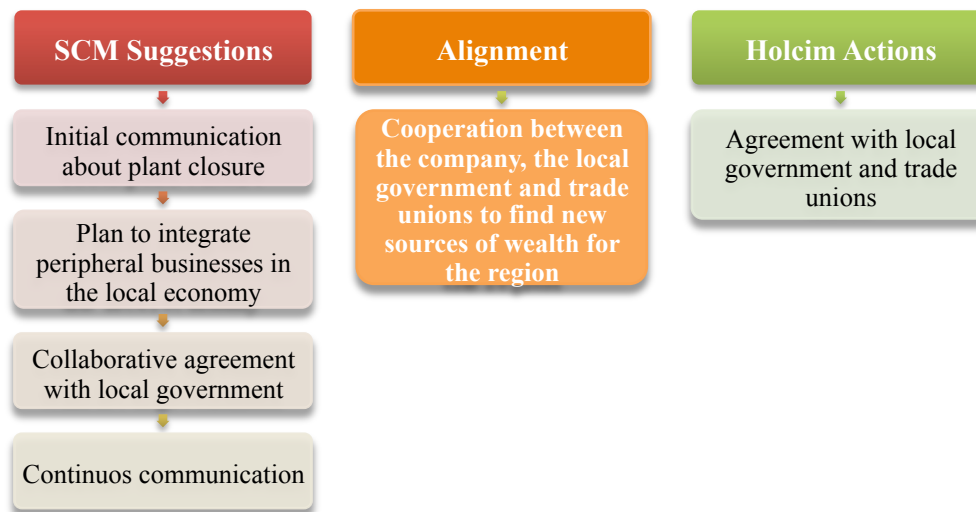 SCM Suggestions
Initial communication
about plant closure
Plan to integrate
peripheral businesses in
the local economy
Collaborative agreement
with local government
Continuos communication
Alignment
Cooperation between
the company, the local
government and trade
unions to find new
sources of wealth for
the region
Holcim Actions
Agreement with local
government and trade
unions